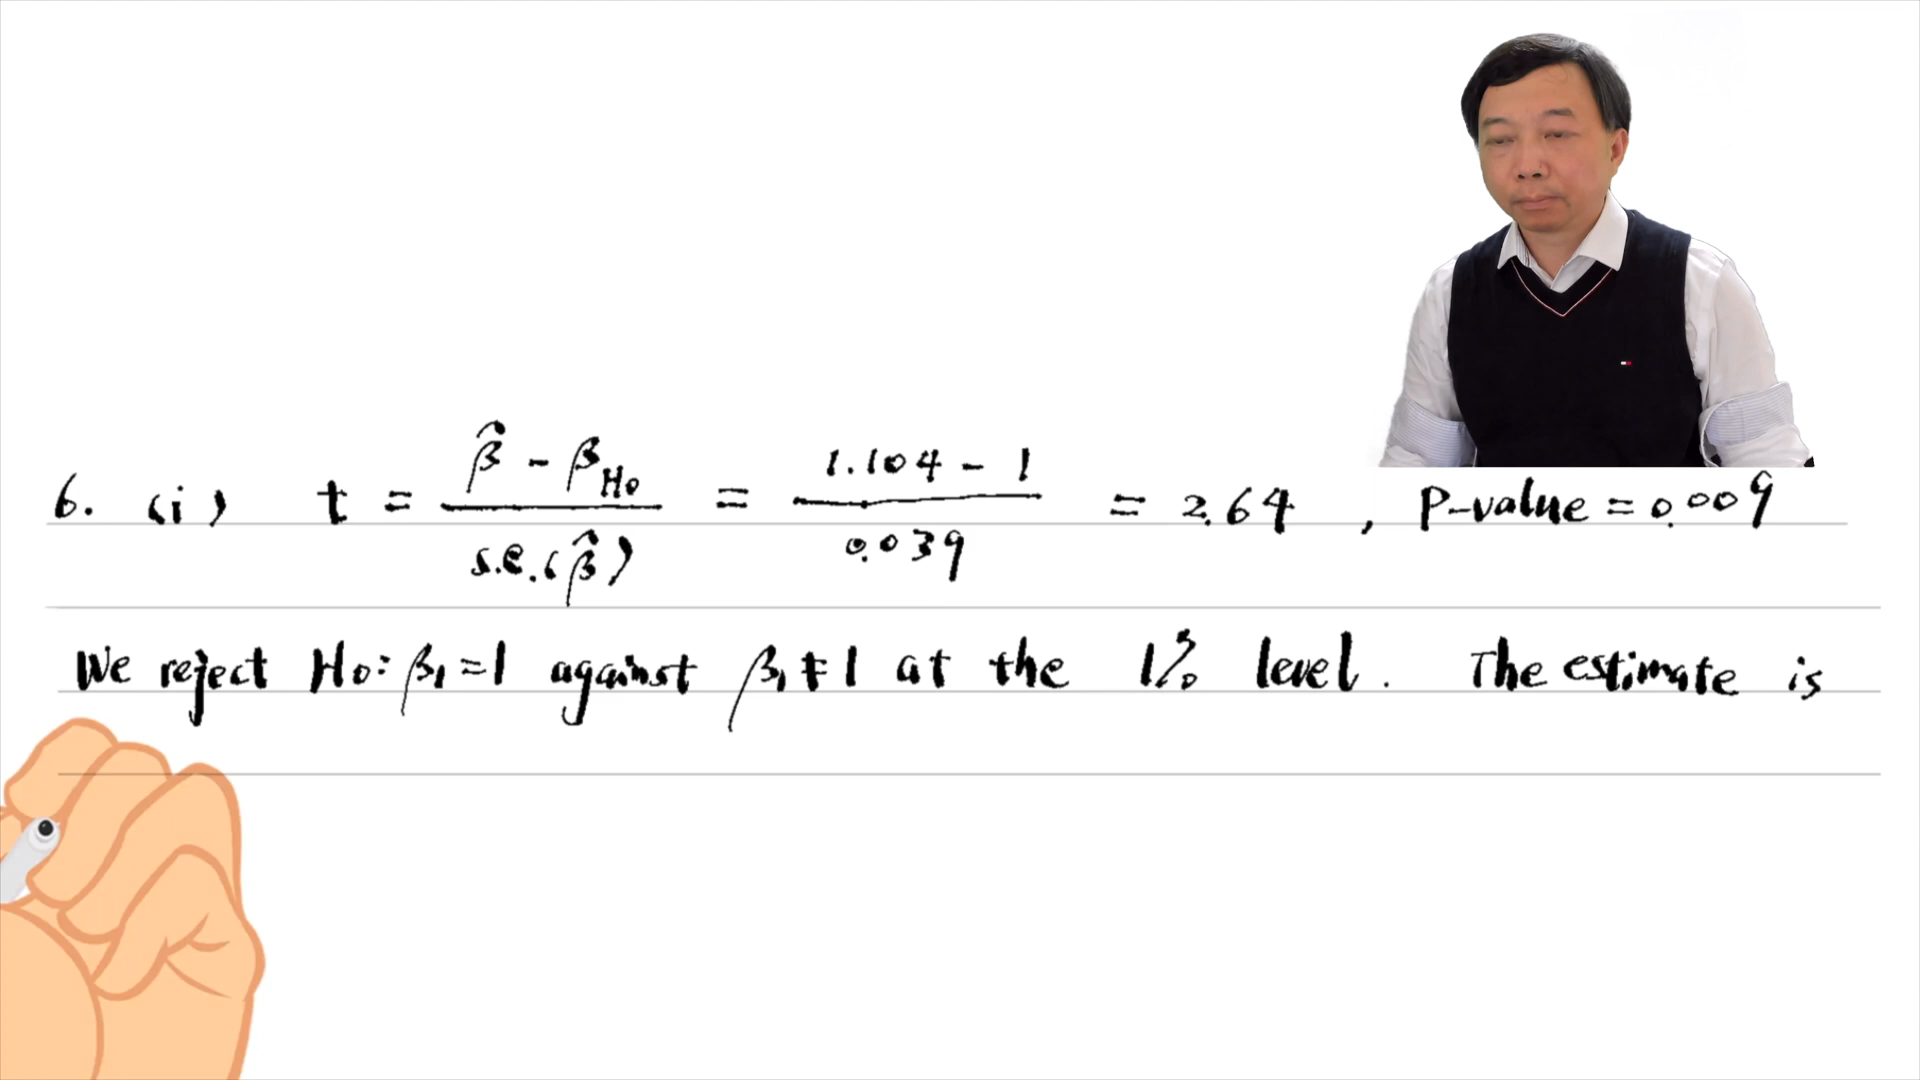 6. (i) t = (β̂ - β_H₀) / s.e.(β̂) = (1.104 - 1) / 0.039 = 2.64, P-value = 0.009
We reject H₀: β₁ = 1 against β₁ ≠ 1 at the 1% level. The estimate is